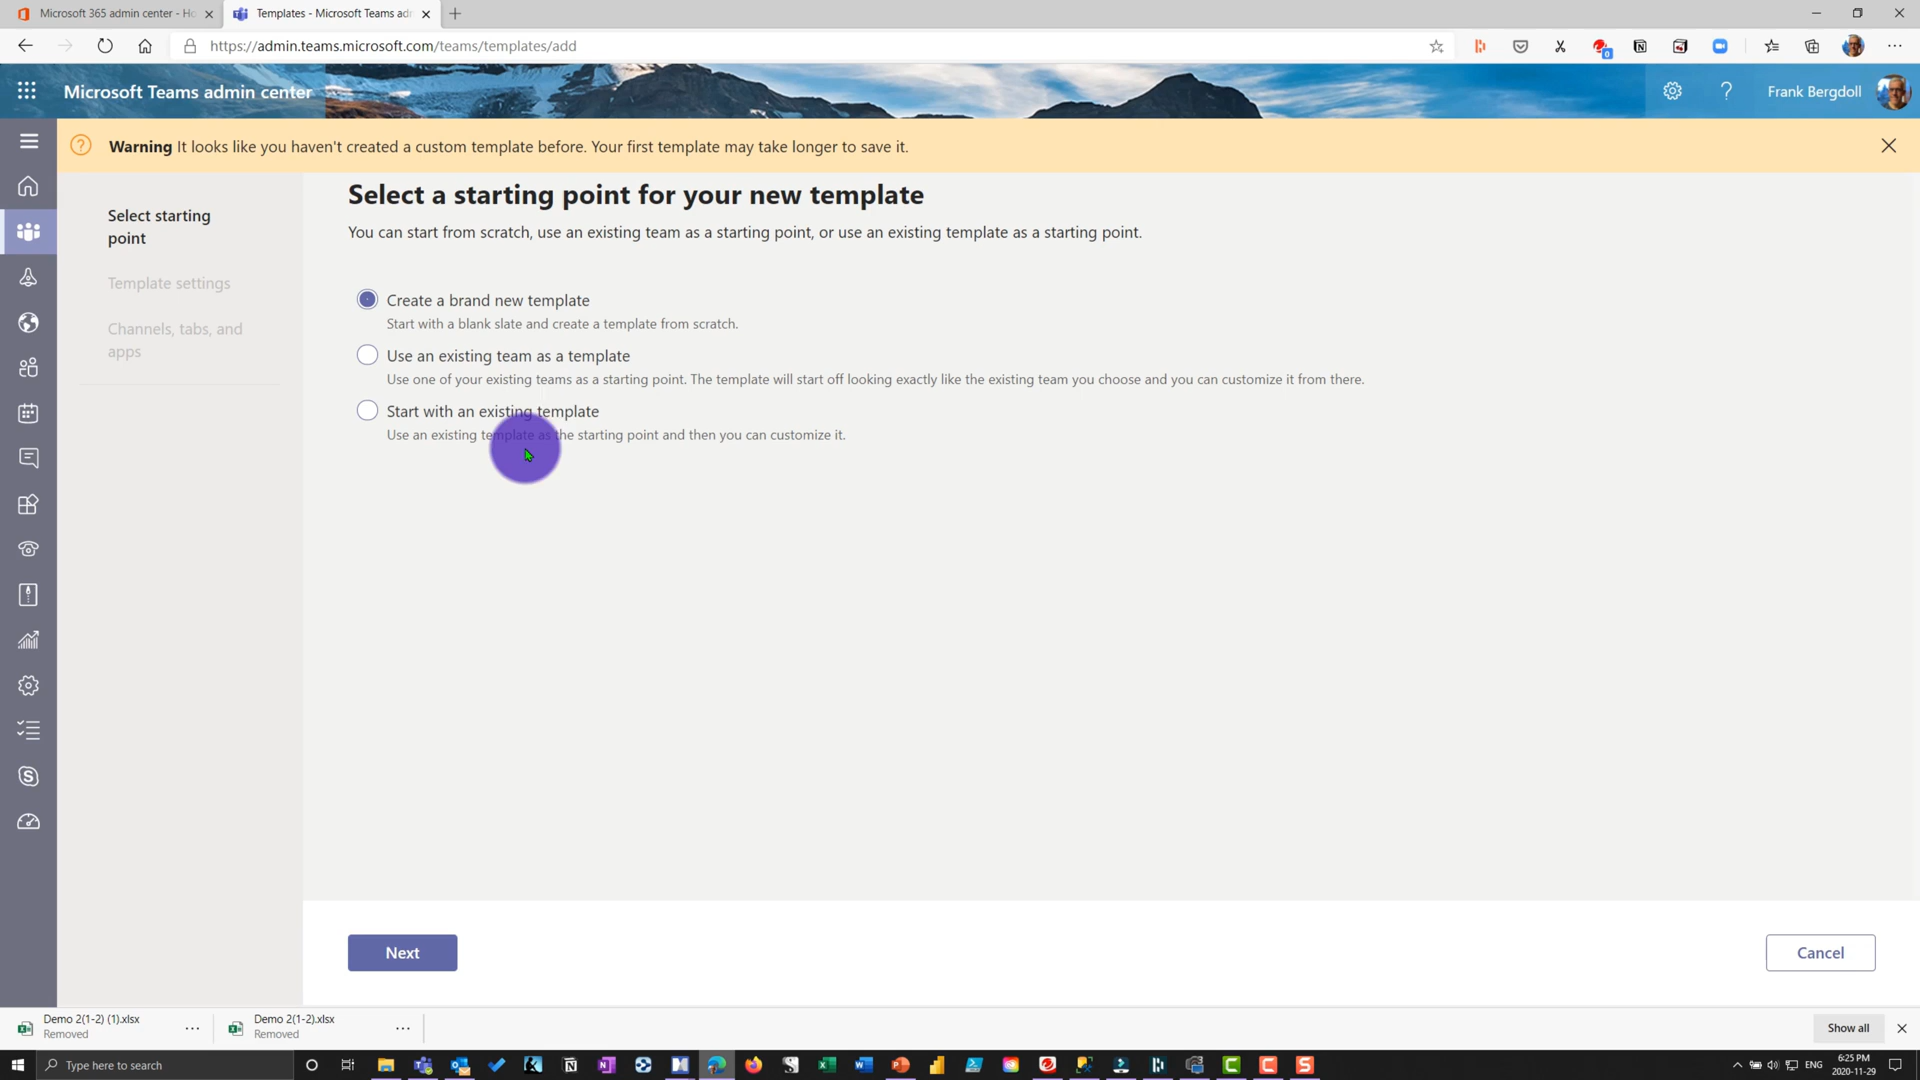 Microsoft 365 admin center - Ho
Templates - Microsoft Teams ad
https://admin.teams.microsoft.com/teams/templates/add
Microsoft Teams admin center
Frank Bergdoll
Warning It looks like you haven't created a custom template before. Your first template may take longer to save it.
Select starting
point
Template settings
Channels, tabs, and
apps
Select a starting point for your new template
You can start from scratch, use an existing team as a starting point, or use an existing template as a starting point.
Create a brand new template
Start with a blank slate and create a template from scratch.
Use an existing team as a template
Use one of your existing teams as a starting point. The template will start off looking exactly like the existing team you choose and you can customize it from there.
Start with an existing template
Use an existing template as the starting point and then you can customize it.
Next
Cancel
Demo 2(1-2) (1).xlsx
Removed
Demo 2(1-2).xlsx
Removed
Show all
Type here to search
ENG
6:25 PM
2020-11-29